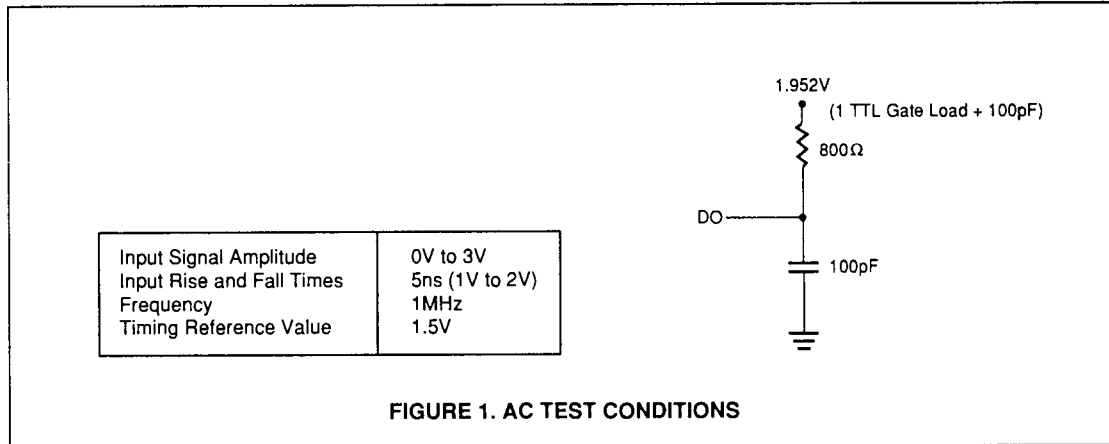 1.952V
(1 TTL Gate Load + 100pF)
800Ω
DO
100pF
Input Signal Amplitude 0V to 3V
Input Rise and Fall Times 5ns (1V to 2V)
Frequency 1MHz
Timing Reference Value 1.5V
FIGURE 1. AC TEST CONDITIONS